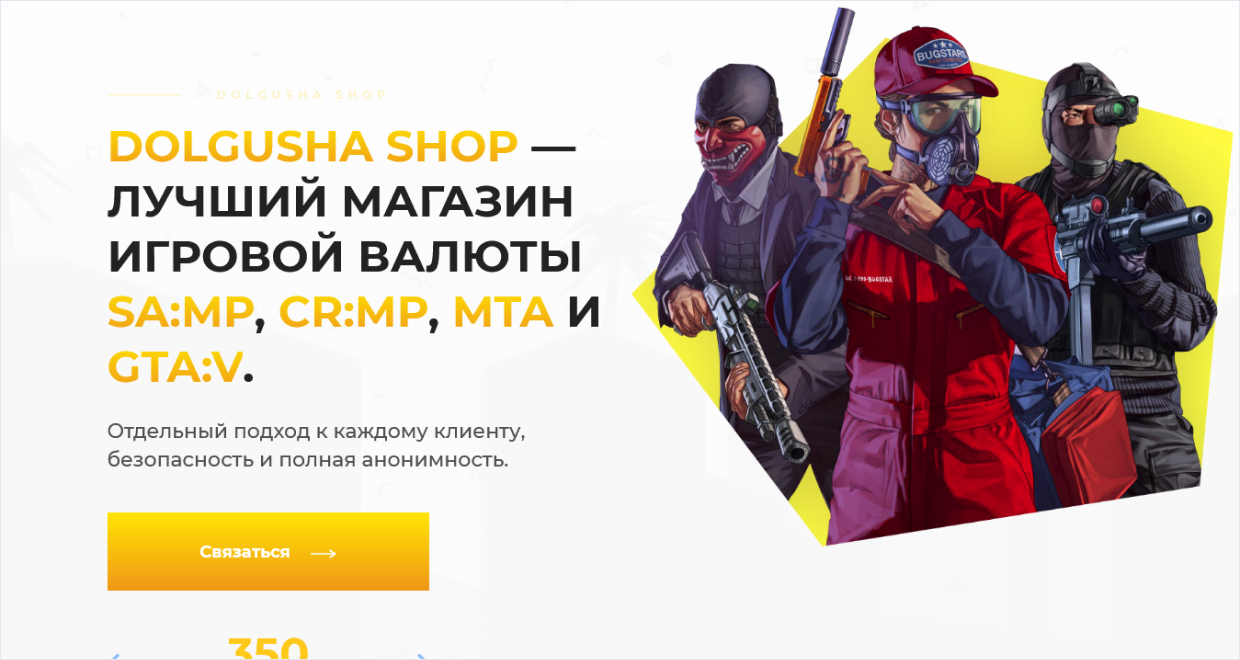 DOLGUSHA SHOP
DOLGUSHA SHOP —
ЛУЧШИЙ МАГАЗИН
ИГРОВОЙ ВАЛЮТЫ
SA:MP, CR:MP, MTA И
GTA:V.
Отдельный подход к каждому клиенту,
безопасность и полная анонимность.
Связаться
350
BUGSTARS